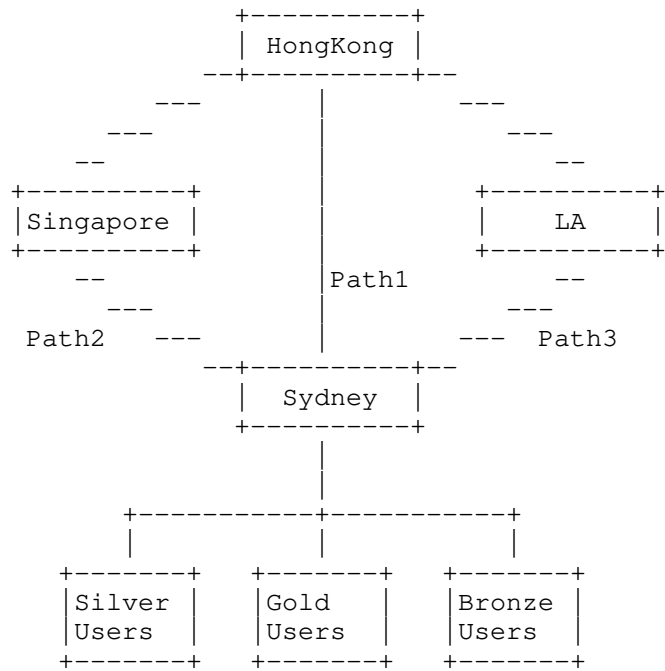 HongKong
Singapore
LA
Path1
Path2
Path3
Sydney
Silver Gold Bronze
Users Users Users